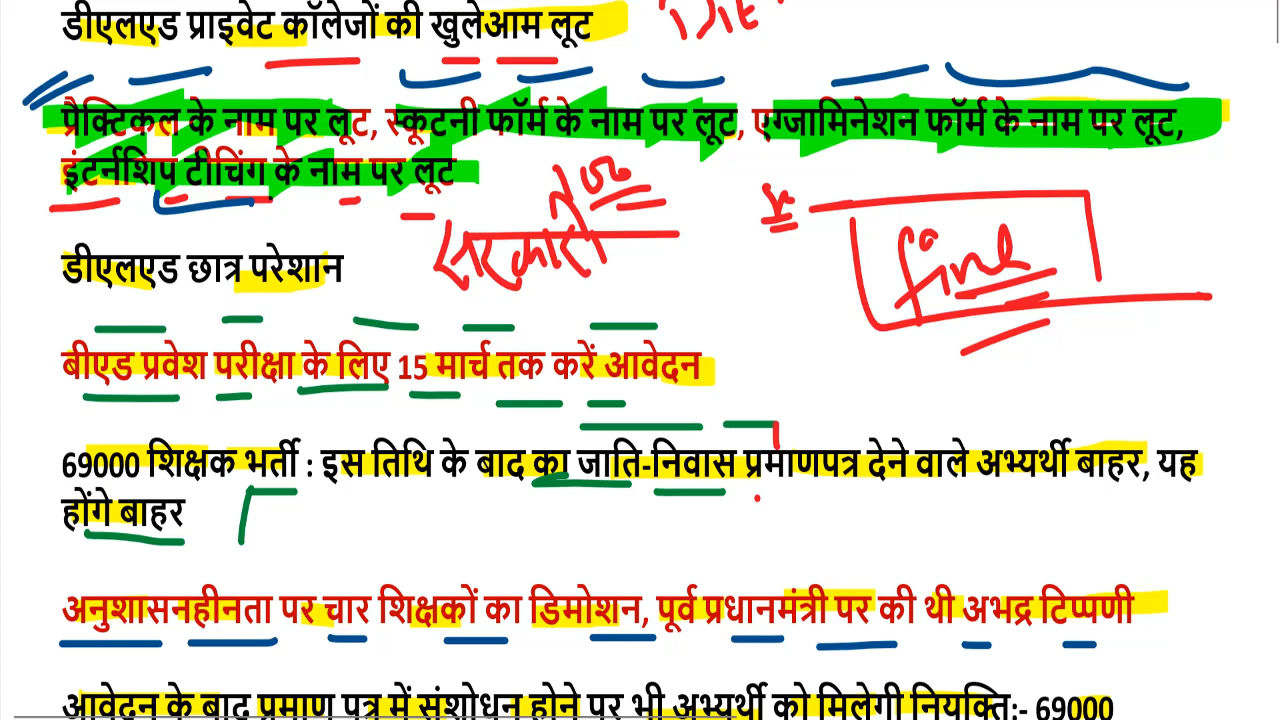 डीएलएड प्राइवेट कॉलेजों की खुलेआम लूट
प्रैक्टिकल के नाम पर लूट, स्कूटनी फॉर्म के नाम पर लूट, एग्जामिनेशन फॉर्म के नाम पर लूट,
इंटर्नशिप टीचिंग के नाम पर लूट
सरकारी
find
डीएलएड छात्र परेशान
बीएड प्रवेश परीक्षा के लिए 15 मार्च तक करें आवेदन
69000 शिक्षक भर्ती : इस तिथि के बाद का जाति-निवास प्रमाणपत्र देने वाले अभ्यर्थी बाहर, यह
होंगे बाहर
अनुशासनहीनता पर चार शिक्षकों का डिमोशन, पूर्व प्रधानमंत्री पर की थी अभद्र टिप्पणी
आवेदन के बाद प्रमाण पत्र में संशोधन होने पर भी अभ्यर्थी को मिलेगी नियुक्ति:- 69000